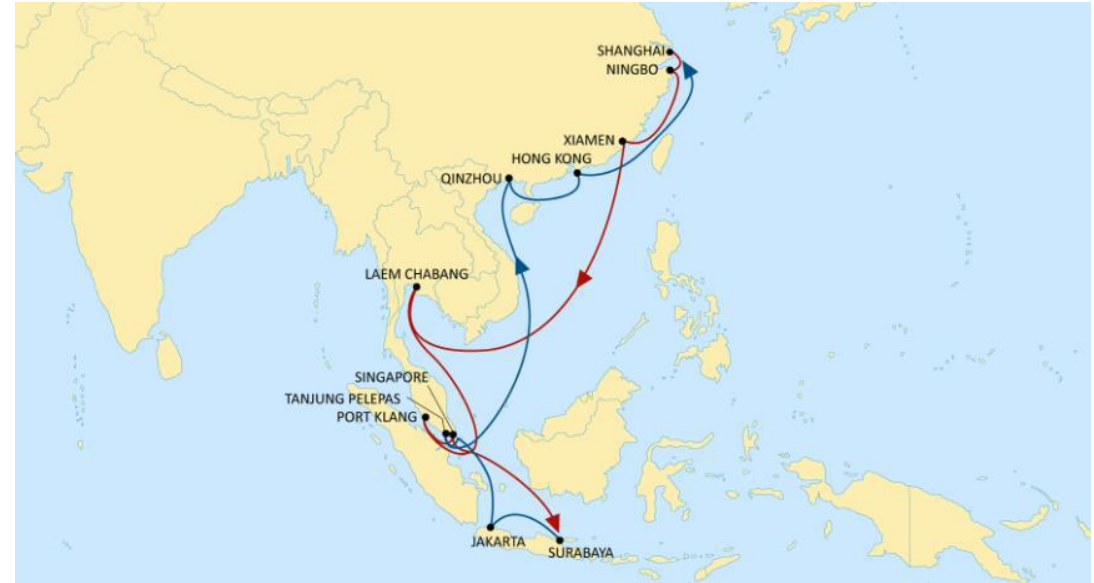 SHANGHAI
NINGBO
XIAMEN
HONG KONG
QINZHOU
LAEM CHABANG
SINGAPORE
TANJUNG PELEPAS
PORT KLANG
JAKARTA
SURABAYA